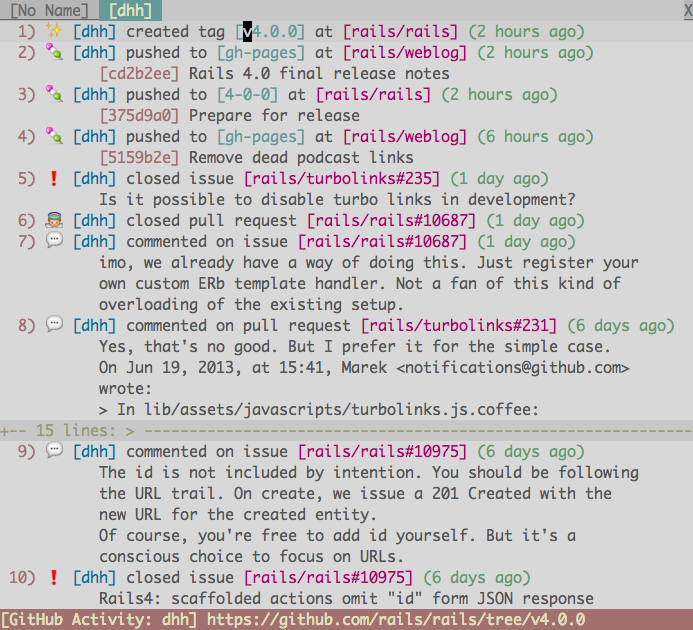 [No Name] [dhh] X
1) [dhh] created tag [v4.0.0] at [rails/rails] (2 hours ago)
2) [dhh] pushed to [gh-pages] at [rails/weblog] (2 hours ago)
[cd2b2ee] Rails 4.0 final release notes
3) [dhh] pushed to [4-0-0] at [rails/rails] (2 hours ago)
[375d9a0] Prepare for release
4) [dhh] pushed to [gh-pages] at [rails/weblog] (6 hours ago)
[5159b2e] Remove dead podcast links
5) [dhh] closed issue [rails/turbolinks#235] (1 day ago)
Is it possible to disable turbo links in development?
6) [dhh] closed pull request [rails/rails#10687] (1 day ago)
7) [dhh] commented on issue [rails/rails#10687] (1 day ago)
imo, we already have a way of doing this. Just register your
own custom ERb template handler. Not a fan of this kind of
overloading of the existing setup.
8) [dhh] commented on pull request [rails/turbolinks#231] (6 days ago)
Yes, that's no good. But I prefer it for the simple case.
On Jun 19, 2013, at 15:41, Marek <notifications@github.com>
wrote:
> In lib/assets/javascripts/turbolinks.js.coffee:
+-- 15 lines: > ----------------------------------------------------
9) [dhh] commented on issue [rails/rails#10975] (6 days ago)
The id is not included by intention. You should be following
the URL trail. On create, we issue a 201 Created with the
new URL for the created entity.
Of course, you're free to add id yourself. But it's a
conscious choice to focus on URLs.
10) [dhh] closed issue [rails/rails#10975] (6 days ago)
Rails4: scaffolded actions omit "id" form JSON response
[GitHub Activity: dhh] https://github.com/rails/rails/tree/v4.0.0